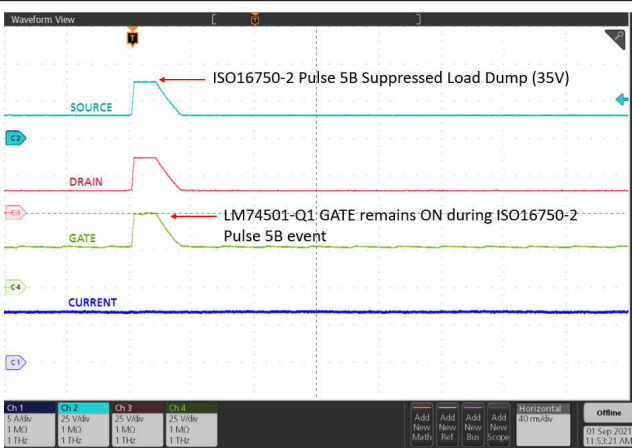 Waveform View
T
T
ISO16750-2 Pulse 5B Suppressed Load Dump (35V)
SOURCE
C2
DRAIN
C3
LM74501-Q1 GATE remains ON during ISO16750-2
Pulse 5B event
GATE
C4
CURRENT
C1
Ch 1
5 A/div
1 MΩ
1 THz
Ch 2
25 V/div
1 MΩ
1 THz
Ch 3
25 V/div
1 MΩ
1 THz
Ch 4
25 V/div
1 MΩ
1 THz
Add
New
Math
Add
New
Ref
Add
New
Bus
Add
New
Scope
Horizontal
40 ms/div
Offline
01 Sep 2021
11:53:21 AM